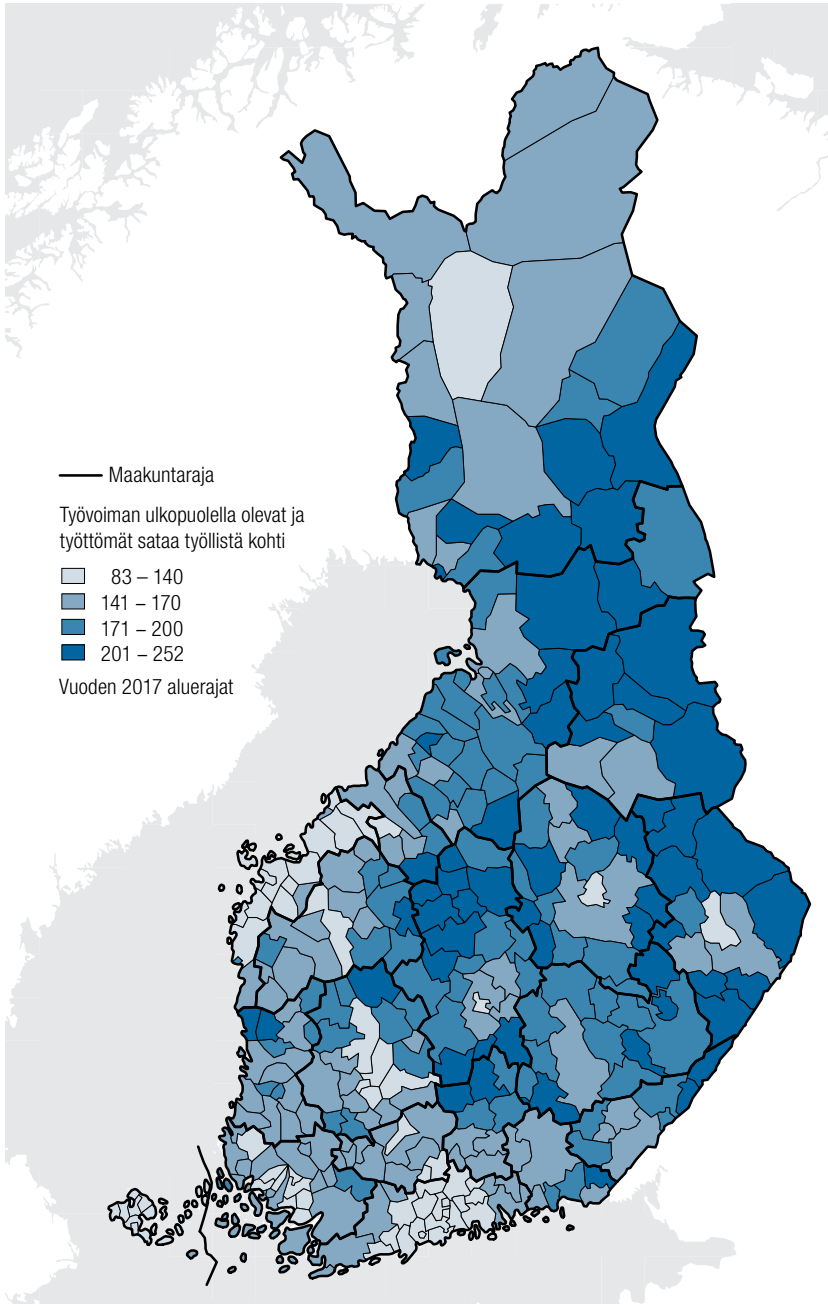 Maakuntaraja
Työvoiman ulkopuolella olevat ja
työttömät sataa työllistä kohti
83 – 140
141 – 170
171 – 200
201 – 252
Vuoden 2017 aluerajat